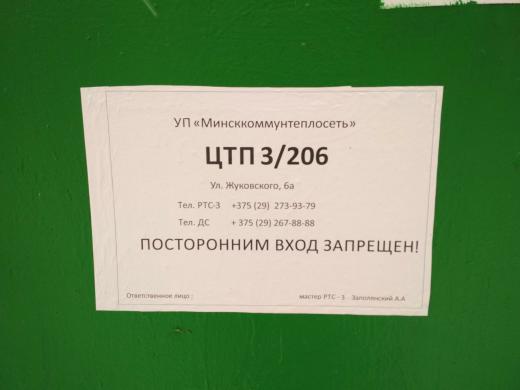 УП «Минсккоммунтеплосеть»
ЦТП 3/206
Ул. Жуковского, 6а
Тел. РТС-3 +375 (29) 273-93-79
Тел. ДС + 375 (29) 267-88-88
ПОСТОРОННИМ ВХОД ЗАПРЕЩЕН!
Ответственное лицо : мастер РТС - 3 Заполянский А.А